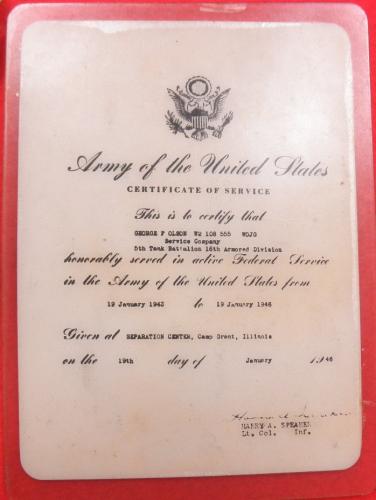 Army of the United States
CERTIFICATE OF SERVICE
This is to certify that
GEORGE F OLSON W2 108 555 WOJG
Service Company
5th Tank Battalion 16th Armored Division
honorably served in active Federal Service
in the Army of the United States from
19 January 1943 to 19 January 1946
Given at SEPARATION CENTER, Camp Grant, Illinois
on the 19th day of January 1946
HARRY A.
Lt. Col. Inf.